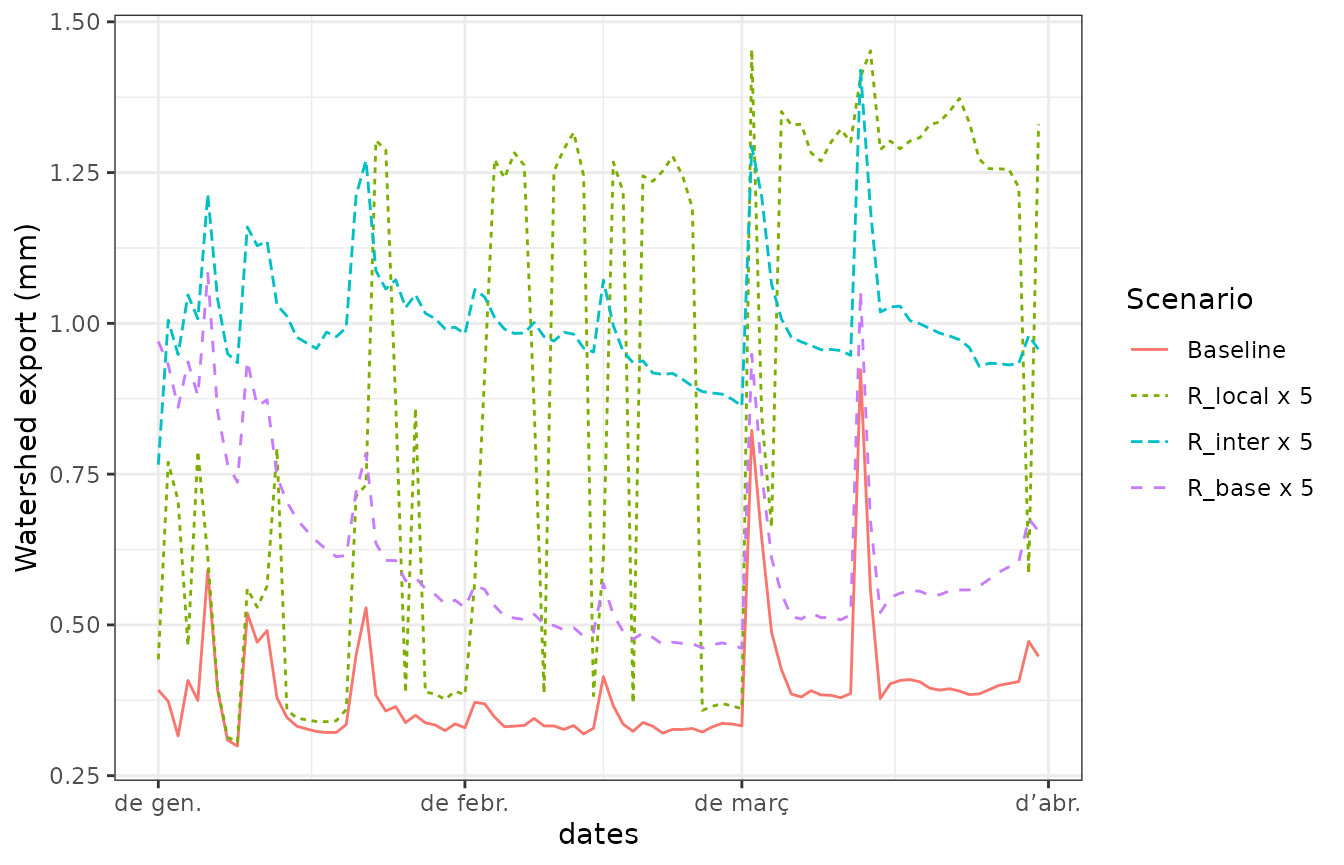 1.50
1.25
1.00
0.75
0.50
0.25
Watershed export (mm)
de gen.
de febr.
de març
d’abr.
dates
Scenario
Baseline
R_local x 5
R_inter x 5
R_base x 5